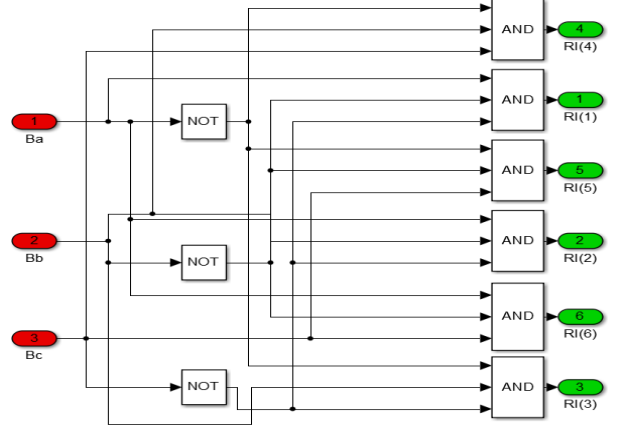 AND
4
RI(4)
AND
1
RI(1)
1
Ba
NOT
AND
5
RI(5)
2
Bb
NOT
AND
2
RI(2)
AND
6
RI(6)
3
Bc
NOT
AND
3
RI(3)